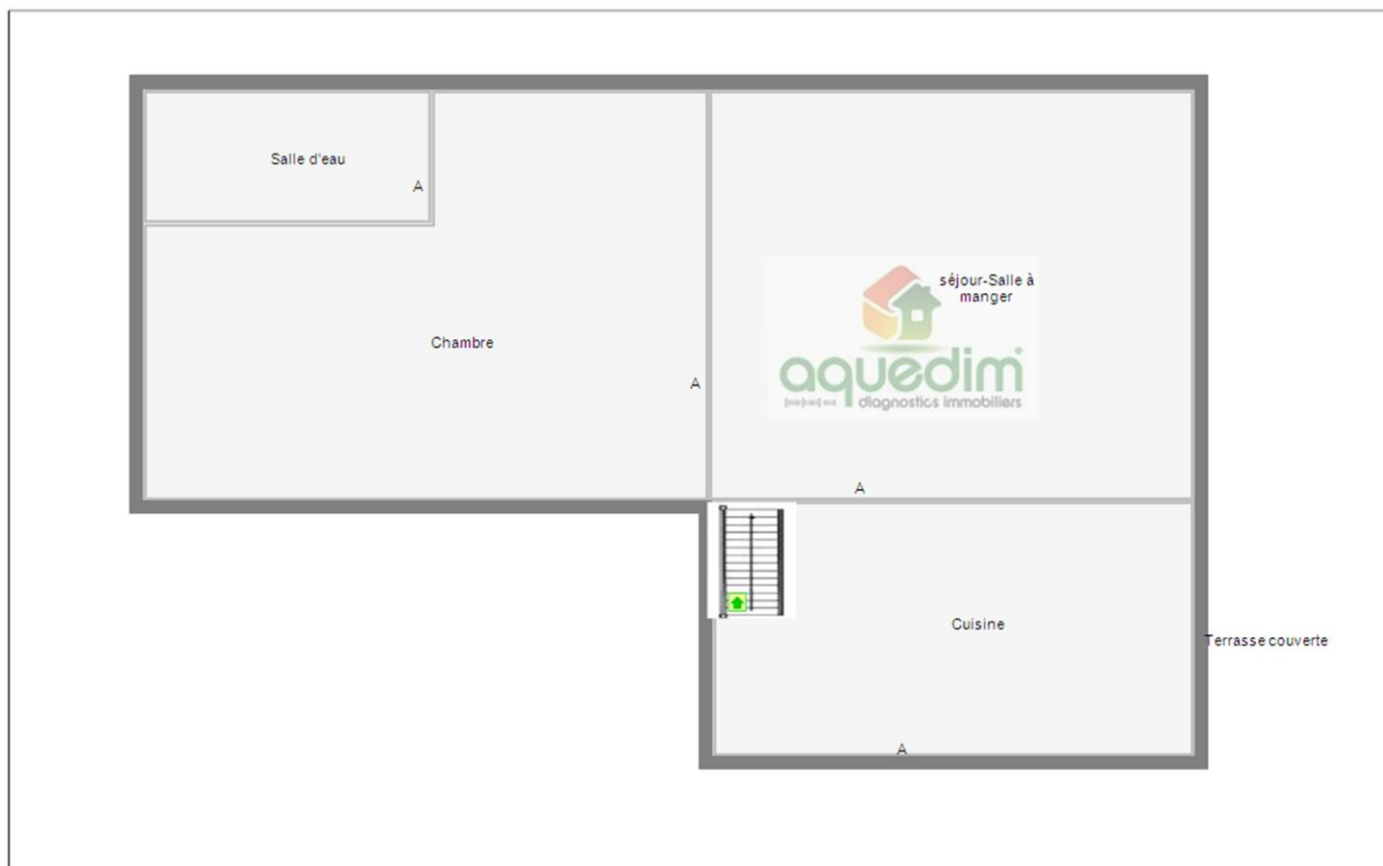 Salle d'eau
A
séjour-Salle à
manger
Chambre
aquedim
A
diagnostics immobiliers
A
Cuisine
Terrasse couverte
A